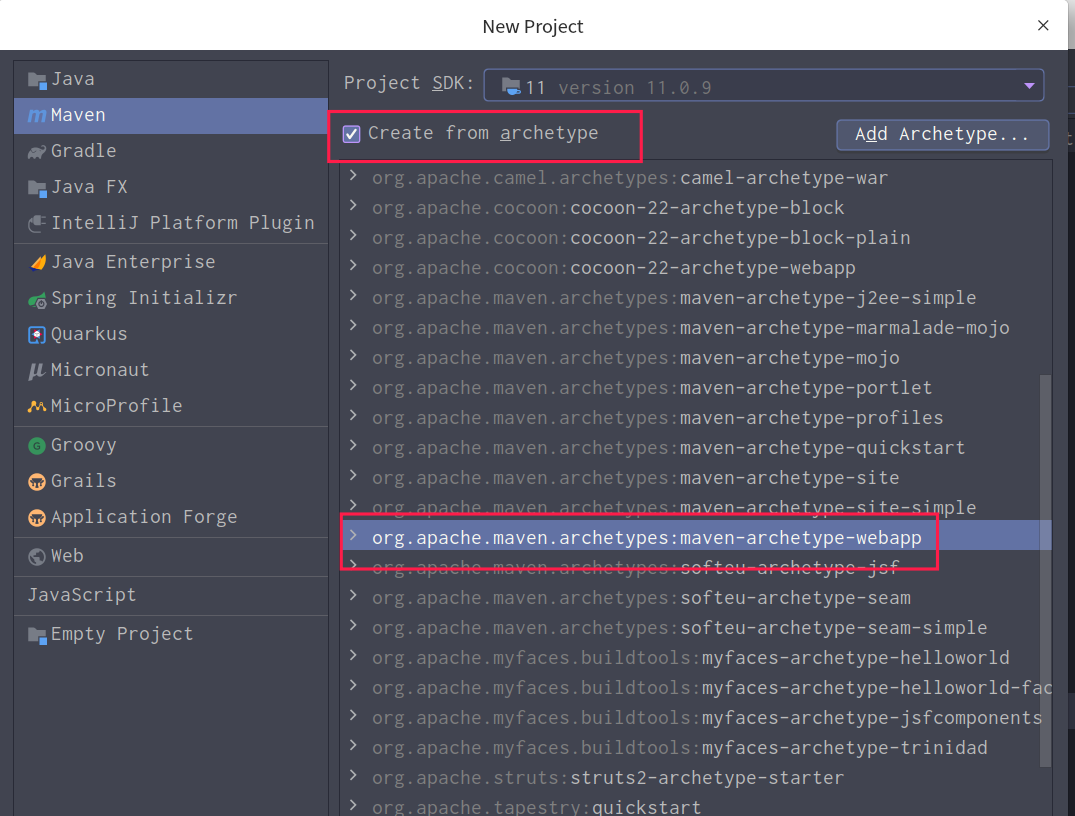 New Project
Java
Maven
Gradle
Java FX
IntelliJ Platform Plugin
Java Enterprise
Spring Initializr
Quarkus
Micronaut
MicroProfile
Groovy
Grails
Application Forge
Web
JavaScript
Empty Project
Project SDK: 11 version 11.0.9
Create from archetype
Add Archetype...
org.apache.camel.archetypes:camel-archetype-war
org.apache.cocoon:cocoon-22-archetype-block
org.apache.cocoon:cocoon-22-archetype-block-plain
org.apache.cocoon:cocoon-22-archetype-webapp
org.apache.maven.archetypes:maven-archetype-j2ee-simple
org.apache.maven.archetypes:maven-archetype-marmalade-mojo
org.apache.maven.archetypes:maven-archetype-mojo
org.apache.maven.archetypes:maven-archetype-portlet
org.apache.maven.archetypes:maven-archetype-profiles
org.apache.maven.archetypes:maven-archetype-quickstart
org.apache.maven.archetypes:maven-archetype-site
org.apache.maven.archetypes:maven-archetype-site-simple
org.apache.maven.archetypes:maven-archetype-webapp
org.apache.maven.archetypes:softeu-archetype-jsf
org.apache.maven.archetypes:softeu-archetype-seam
org.apache.maven.archetypes:softeu-archetype-seam-simple
org.apache.myfaces.buildtools:myfaces-archetype-helloworld
org.apache.myfaces.buildtools:myfaces-archetype-helloworld-fac
org.apache.myfaces.buildtools:myfaces-archetype-jsfcomponents
org.apache.myfaces.buildtools:myfaces-archetype-trinidad
org.apache.struts:struts2-archetype-starter
org.apache.tapestry:quickstart